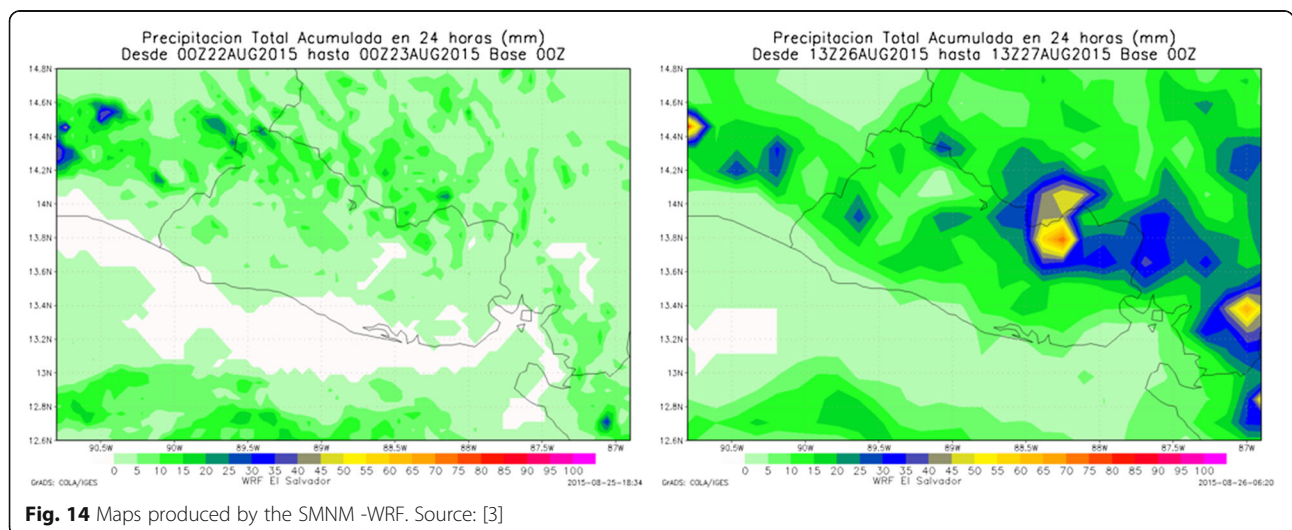 Precipitacion Total Acumulada en 24 horas (mm)
Desde 00Z22AUG2015 hasta 00Z23AUG2015 Base 00Z
14.8N
14.6N
14.4N
14.2N
14N
13.8N
13.6N
13.4N
13.2N
13N
12.8N
12.6N
90.5W 90W 89.5W 89W 88.5W 88W 87.5W 87W
0 5 10 15 20 25 30 35 40 45 50 55 60 65 70 75 80 85 90 95 100
WRF El Salvador
GrADS: COLA/IGES
2015-08-25-18:34
Precipitacion Total Acumulada en 24 horas (mm)
Desde 13Z26AUG2015 hasta 13Z27AUG2015 Base 00Z
14.8N
14.6N
14.4N
14.2N
14N
13.8N
13.6N
13.4N
13.2N
13N
12.8N
12.6N
90.5W 90W 89.5W 89W 88.5W 88W 87.5W 87W
0 5 10 15 20 25 30 35 40 45 50 55 60 65 70 75 80 85 90 95 100
WRF El Salvador
GrADS: COLA/IGES
2015-08-26-06:20
Fig. 14 Maps produced by the SMNM -WRF. Source: [3]